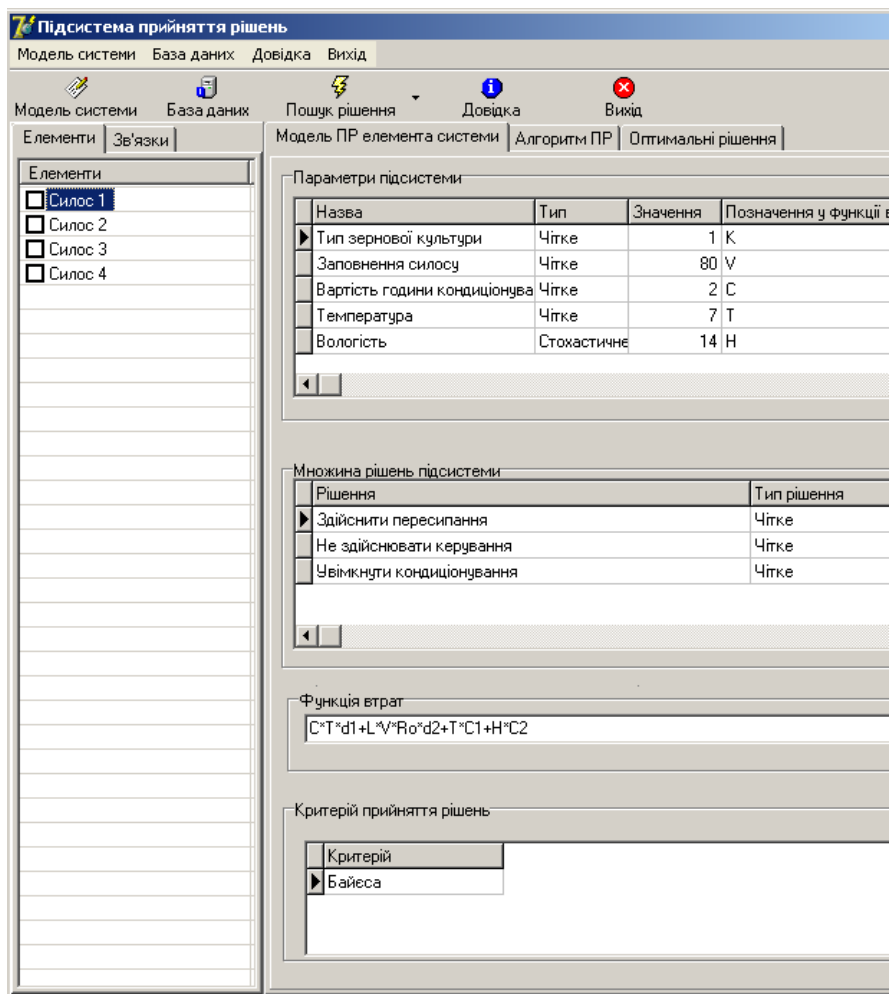 Підсистема прийняття рішень
Модель системи База даних Довідка Вихід
Модель системи База даних Пошук рішення Довідка Вихід
Елементи Зв'язки
Елементи
Силос 1
Силос 2
Силос 3
Силос 4
Модель ПР елемента системи Алгоритм ПР Оптимальні рішення
Параметри підсистеми
Назва Тип Значення Позначення у функції в
Тип зернової культури Чітке 1 K
Заповнення силосу Чітке 80 V
Вартість години кондиціонува Чітке 2 C
Температура Чітке 7 T
Вологість Стохастичне 14 H
Множина рішень підсистеми
Рішення Тип рішення
Здійснити пересипання Чітке
Не здійснювати керування Чітке
Увімкнути кондиціонування Чітке
Функція втрат
C*T*d1+L*V*Ro*d2+T*C1+H*C2
Критерій прийняття рішень
Критерій
Байєса